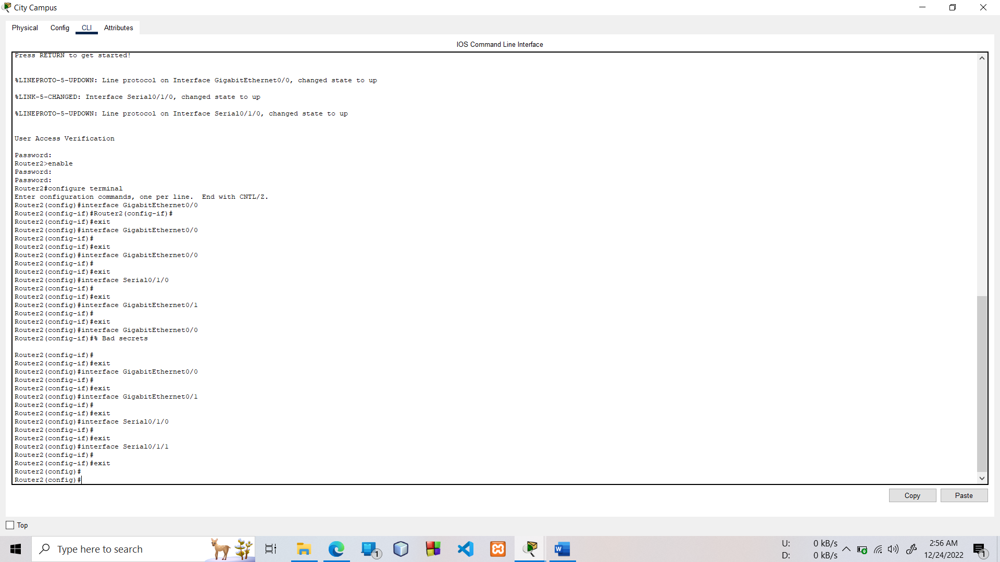 City Campus
Physical Config CLI Attributes
IOS Command Line Interface
Press RETURN to get started!
%LINEPROTO-5-UPDOWN: Line protocol on Interface GigabitEthernet0/0, changed state to up
%LINK-5-CHANGED: Interface Serial0/1/0, changed state to up
%LINEPROTO-5-UPDOWN: Line protocol on Interface Serial0/1/0, changed state to up
User Access Verification
Password:
Router2>enable
Password:
Password:
Router2#configure terminal
Enter configuration commands, one per line.  End with CNTL/Z.
Router2(config)#interface GigabitEthernet0/0
Router2(config-if)#Router2(config-if)#
Router2(config-if)#exit
Router2(config)#interface GigabitEthernet0/0
Router2(config-if)#
Router2(config-if)#exit
Router2(config)#interface GigabitEthernet0/0
Router2(config-if)#
Router2(config-if)#exit
Router2(config)#interface Serial0/1/0
Router2(config-if)#
Router2(config-if)#exit
Router2(config)#interface GigabitEthernet0/1
Router2(config-if)#
Router2(config-if)#exit
Router2(config)#interface GigabitEthernet0/0
Router2(config-if)#% Bad secrets
Router2(config-if)#
Router2(config-if)#exit
Router2(config)#interface GigabitEthernet0/0
Router2(config-if)#
Router2(config-if)#exit
Router2(config)#interface GigabitEthernet0/1
Router2(config-if)#
Router2(config-if)#exit
Router2(config)#interface Serial0/1/0
Router2(config-if)#
Router2(config-if)#exit
Router2(config)#interface Serial0/1/1
Router2(config-if)#
Router2(config-if)#exit
Router2(config)#
Router2(config)#
Copy Paste
Top
Type here to search
1
W
U: 0 kB/s
D: 0 kB/s
2:56 AM
12/24/2022
1